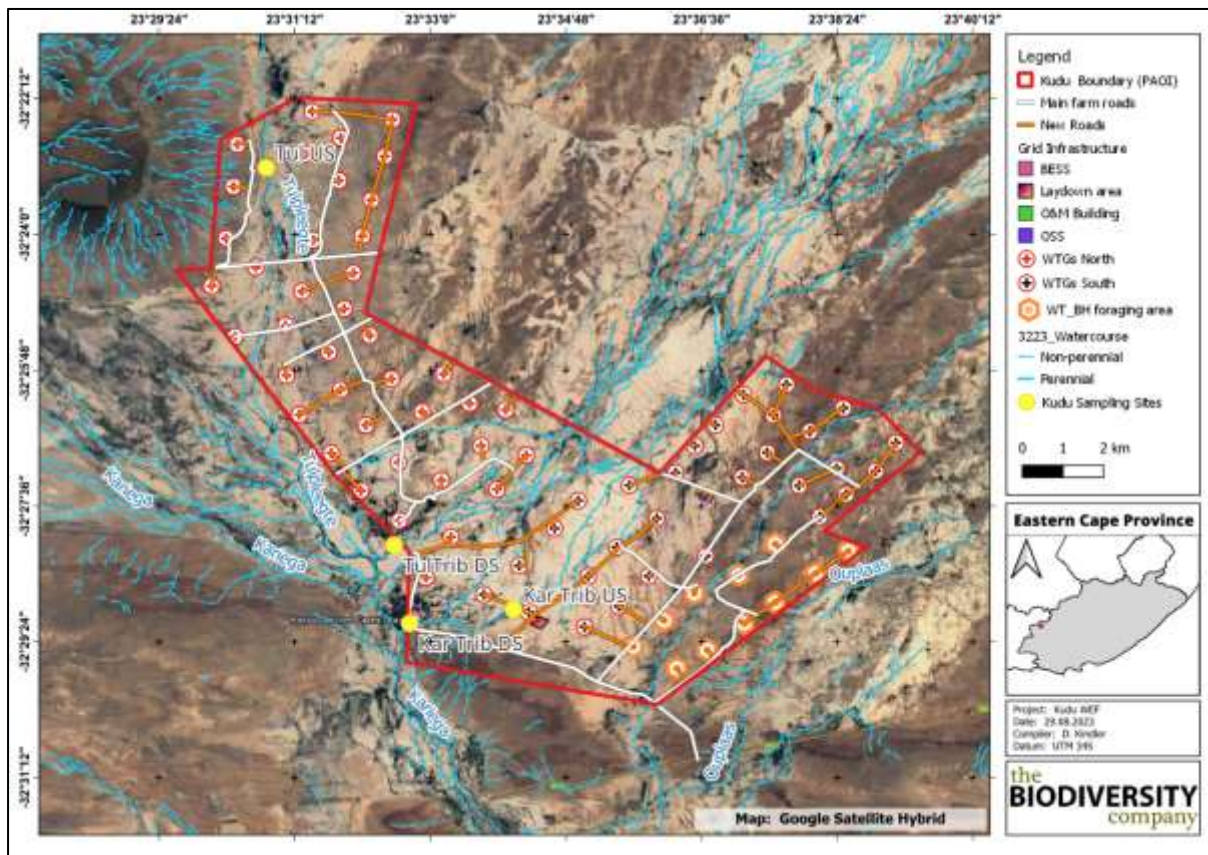 23°29'24" 23°31'12" 23°33'0" 23°34'48" 23°36'36" 23°38'24" 23°40'12"
-32°22'12"
-32°24'0"
-32°25'48"
-32°27'36"
-32°29'24"
-32°31'12"
Kariega
Kariega
TulTrib DS
Kar Trib US
Kar Trib DS
Kariega
Ouplaas
Ouplaas
Map: Google Satellite Hybrid
Legend
Kudu Boundary (PAOI)
Main farm roads
New Roads
Grid Infrastructure
BESS
Laydown area
O&M Building
OSS
WTGs North
WTGs South
WT_BH foraging area
3223_Watercourse
Non-perennial
Perennial
Kudu Sampling Sites
0 1 2 km
Eastern Cape Province
Project: Kudu WEF
Date: 29.08.2023
Compiler: D. Kindler
Datum: UTM 34S
the
BIODIVERSITY
company